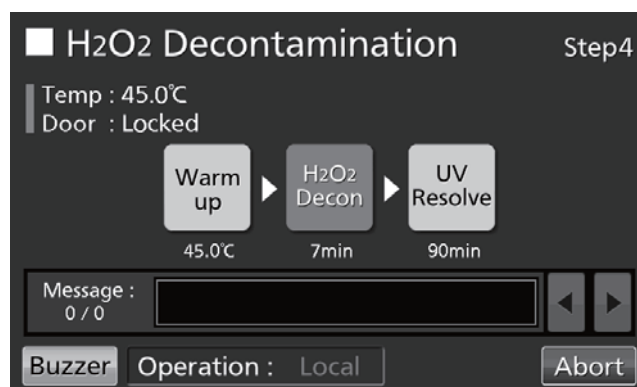 H2O2 Decontamination Step4
Temp : 45.0℃
Door : Locked
Warm up
H2O2 Decon
UV Resolve
45.0℃ 7min 90min
Message : 0 / 0
Buzzer Operation : Local Abort